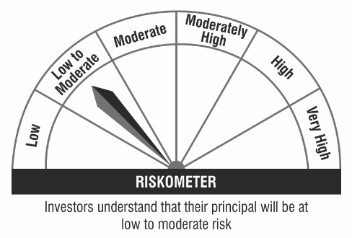 Low
Low to
Moderate
Moderate
Moderately
High
High
Very High
RISKOMETER
Investors understand that their principal will be at
low to moderate risk